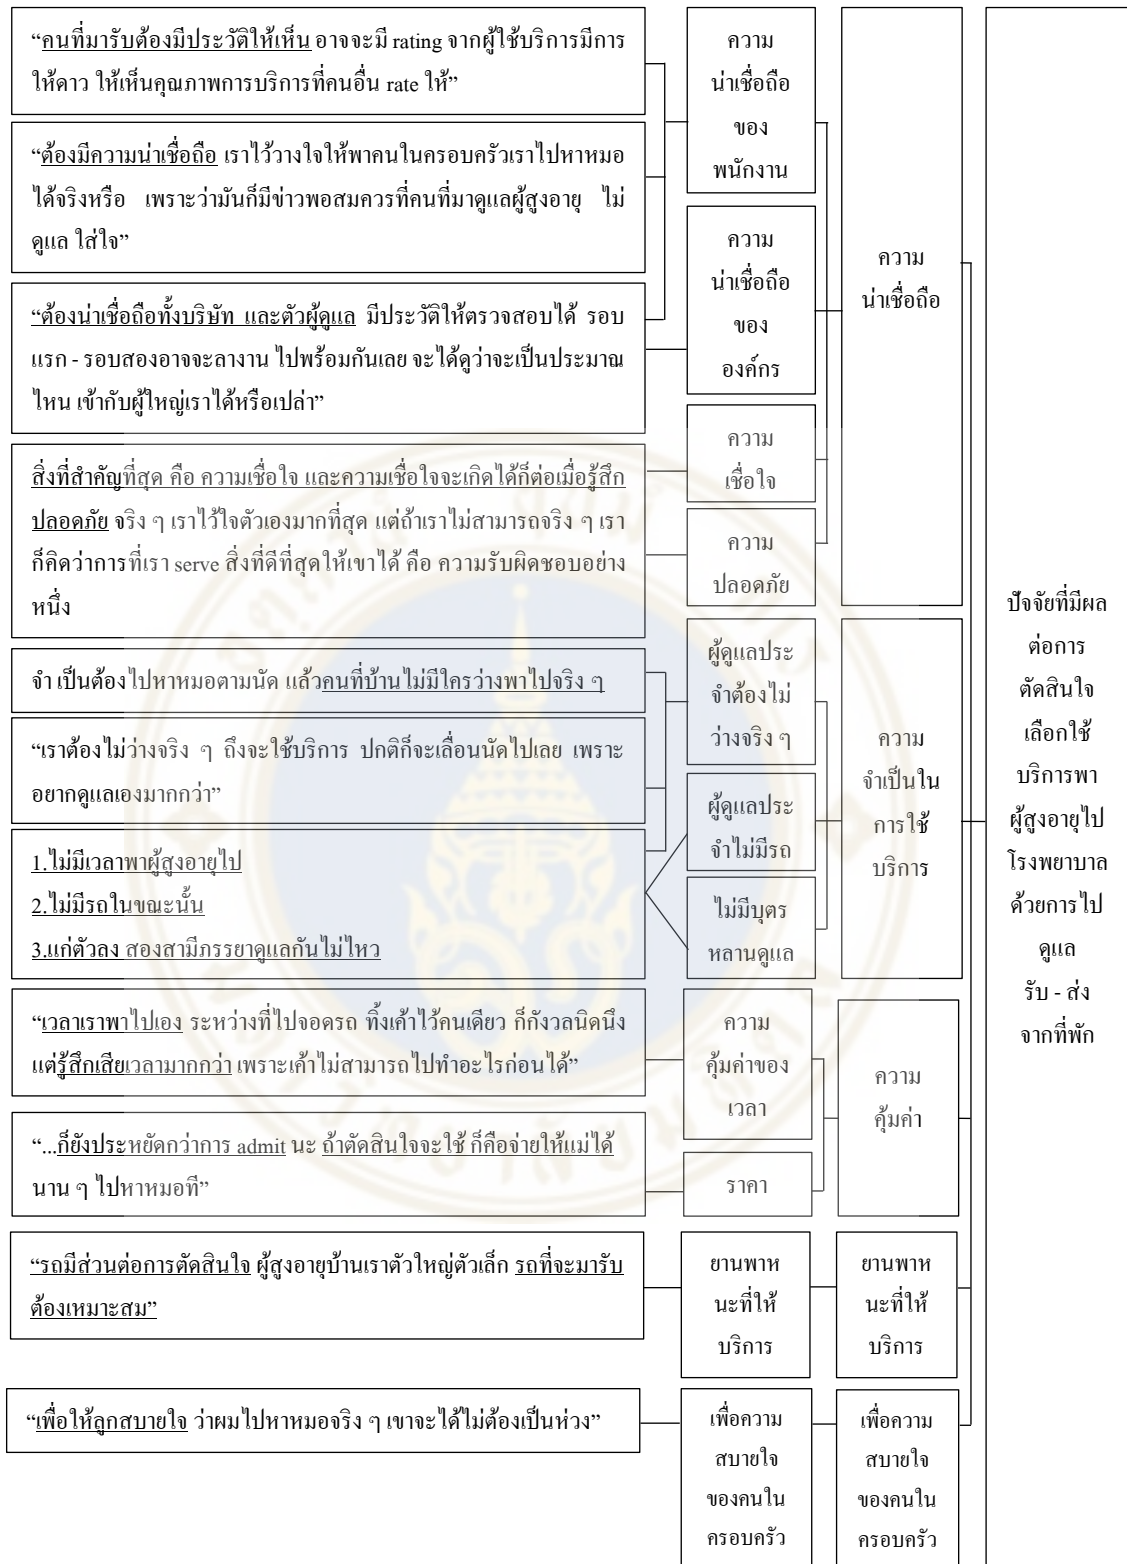 “คนที่มารับต้องมีประวัติให้เห็น อาจจะมี rating จากผู้ใช้บริการมีการ
ให้ดาว ให้เห็นคุณภาพการบริการที่คนอื่น rate ให้”
“ต้องมีความน่าเชื่อถือ เราไว้วางใจให้พาคนในครอบครัวเราไปหาหมอ
ได้จริงหรือ เพราะว่ามันก็มีข่าวพอสมควรที่คนที่มาดูแลผู้สูงอายุ ไม่
ดูแล ใส่ใจ”
“ต้องน่าเชื่อถือทั้งบริษัท และตัวผู้ดูแล มีประวัติให้ตรวจสอบได้ รอบ
แรก - รอบสองอาจจะลางาน ไปพร้อมกันเลย จะได้ดูว่าจะเป็นประมาณ
ไหน เข้ากับผู้ใหญ่เราได้หรือเปล่า”
สิ่งที่สำคัญที่สุด คือ ความเชื่อใจ และความเชื่อใจจะเกิดได้ก็ต่อเมื่อรู้สึก
ปลอดภัย จริง ๆ เราไว้ใจตัวเองมากที่สุด แต่ถ้าเราไม่สามารถจริง ๆ เรา
ก็คิดว่าการที่เรา serve สิ่งที่ดีที่สุดให้เขาได้ คือ ความรับผิดชอบอย่าง
หนึ่ง
จำ เป็นต้องไปหาหมอตามนัด แล้วคนที่บ้านไม่มีใครว่างพาไปจริง ๆ
“เราต้องไม่ว่างจริง ๆ ถึงจะใช้บริการ ปกติก็จะเลื่อนนัดไปเลย เพราะ
อยากดูแลเองมากกว่า”
1.ไม่มีเวลาพาผู้สูงอายุไป
2.ไม่มีรถในขณะนั้น
3.แก่ตัวลง สองสามีภรรยาดูแลกันไม่ไหว
“เวลาเราพาไปเอง ระหว่างที่ไปจอดรถ ทิ้งเค้าไว้คนเดียว ก็กังวลนิดนึง
แต่รู้สึกเสียเวลามากกว่า เพราะเค้าไม่สามารถไปทำอะไรก่อนได้”
“...ก็ยังประหยัดกว่าการ admit นะ ถ้าตัดสินใจจะใช้ ก็คือจ่ายให้แม่ได้
นาน ๆ ไปหาหมอที”
“รถมีส่วนต่อการตัดสินใจ ผู้สูงอายุบ้านเราตัวใหญ่ตัวเล็ก รถที่จะมารับ
ต้องเหมาะสม”
“เพื่อให้ลูกสบายใจ ว่าผมไปหาหมอจริง ๆ เขาจะได้ไม่ต้องเป็นห่วง”
ความ
น่าเชื่อถือ
ของ
พนักงาน
ความ
น่าเชื่อถือ
ของ
องค์กร
ความ
เชื่อใจ
ความ
ปลอดภัย
ผู้ดูแลประ
จำต้องไม่
ว่างจริง ๆ
ผู้ดูแลประ
จำไม่มีรถ
ไม่มีบุตร
หลานดูแล
ความ
คุ้มค่าของ
เวลา
ราคา
ยานพาห
นะที่ให้
บริการ
เพื่อความ
สบายใจ
ของคนใน
ครอบครัว
ความ
น่าเชื่อถือ
ความ
จำเป็นใน
การใช้
บริการ
ความ
คุ้มค่า
ยานพาห
นะที่ให้
บริการ
เพื่อความ
สบายใจ
ของคนใน
ครอบครัว
ปัจจัยที่มีผล
ต่อการ
ตัดสินใจ
เลือกใช้
บริการพา
ผู้สูงอายุไป
โรงพยาบาล
ด้วยการไป
ดูแล
รับ - ส่ง
จากที่พัก